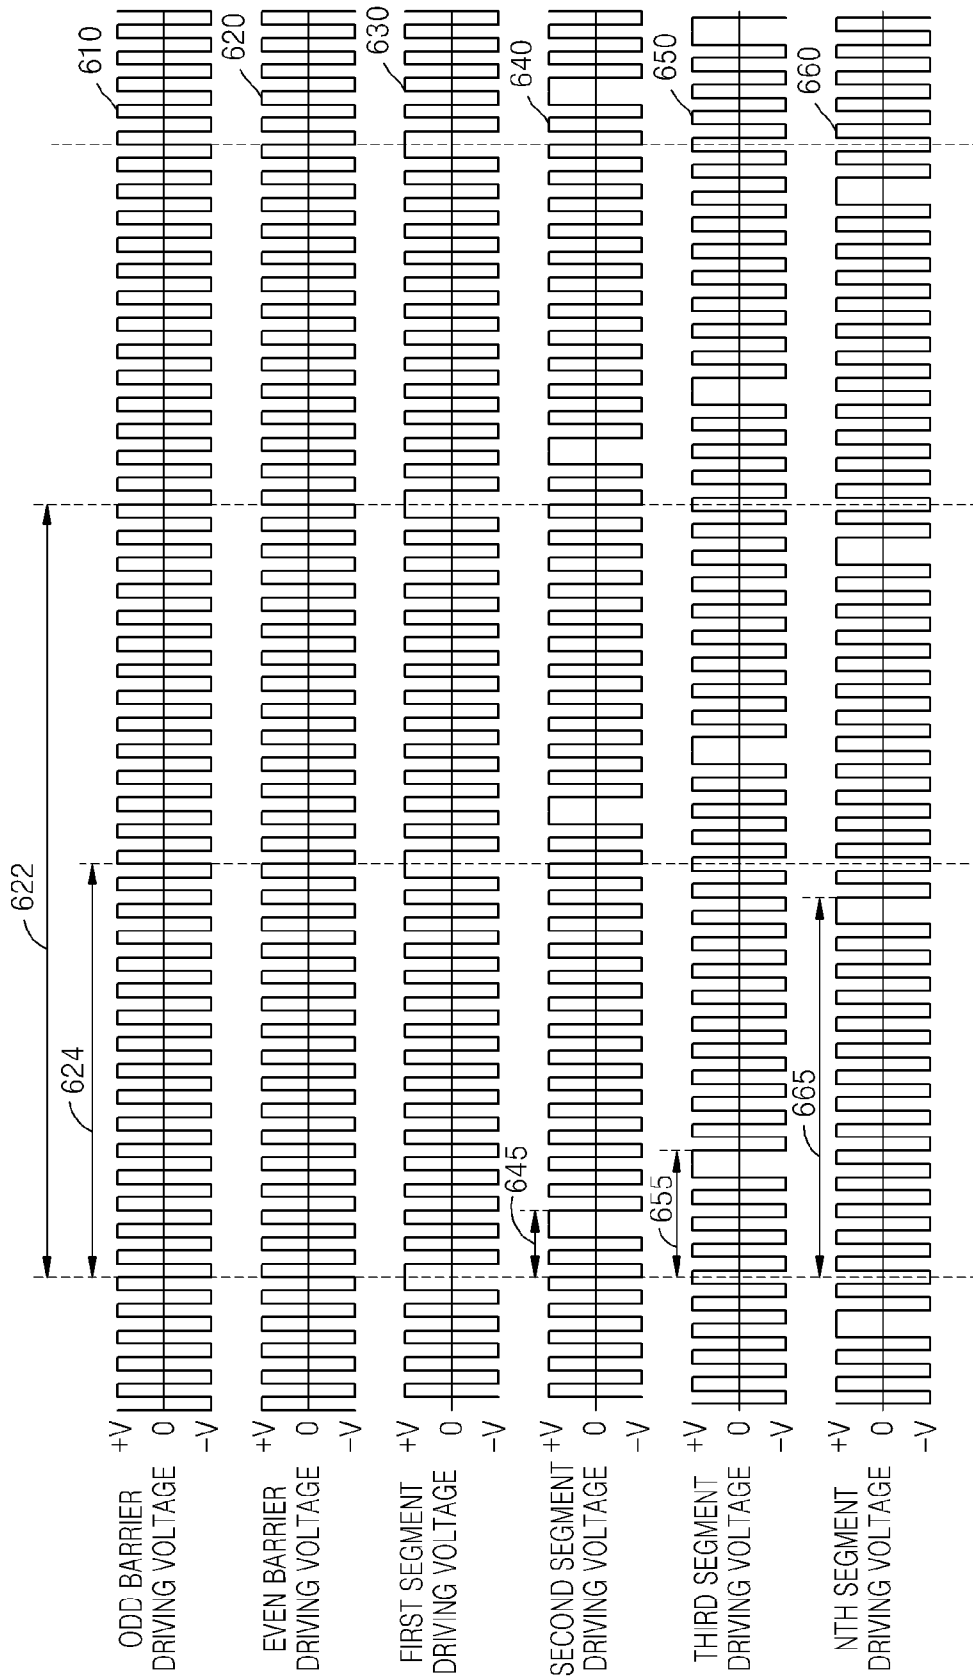 622
624
ODD BARRIER
DRIVING VOLTAGE
+V
0
-V
610
EVEN BARRIER
DRIVING VOLTAGE
+V
0
-V
620
FIRST SEGMENT
DRIVING VOLTAGE
+V
0
-V
630
SECOND SEGMENT
DRIVING VOLTAGE
+V
0
-V
645
640
THIRD SEGMENT
DRIVING VOLTAGE
+V
0
-V
655
650
NTH SEGMENT
DRIVING VOLTAGE
+V
0
-V
665
660